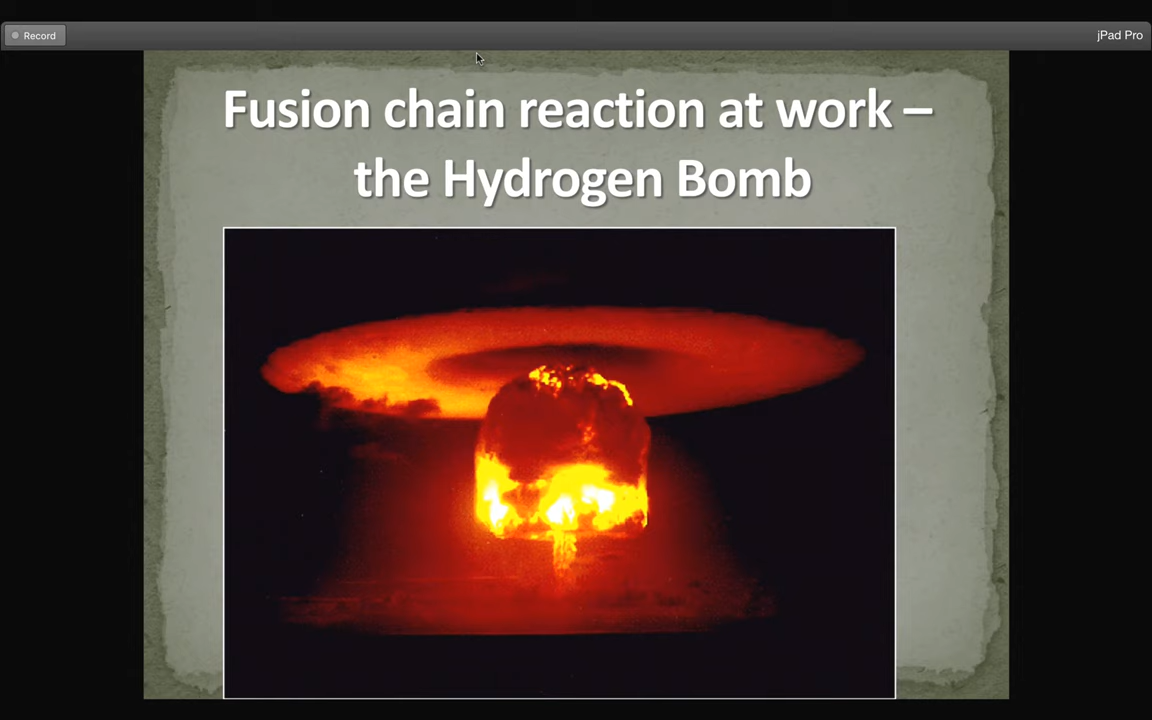 Record
jPad Pro
Fusion chain reaction at work –
the Hydrogen Bomb